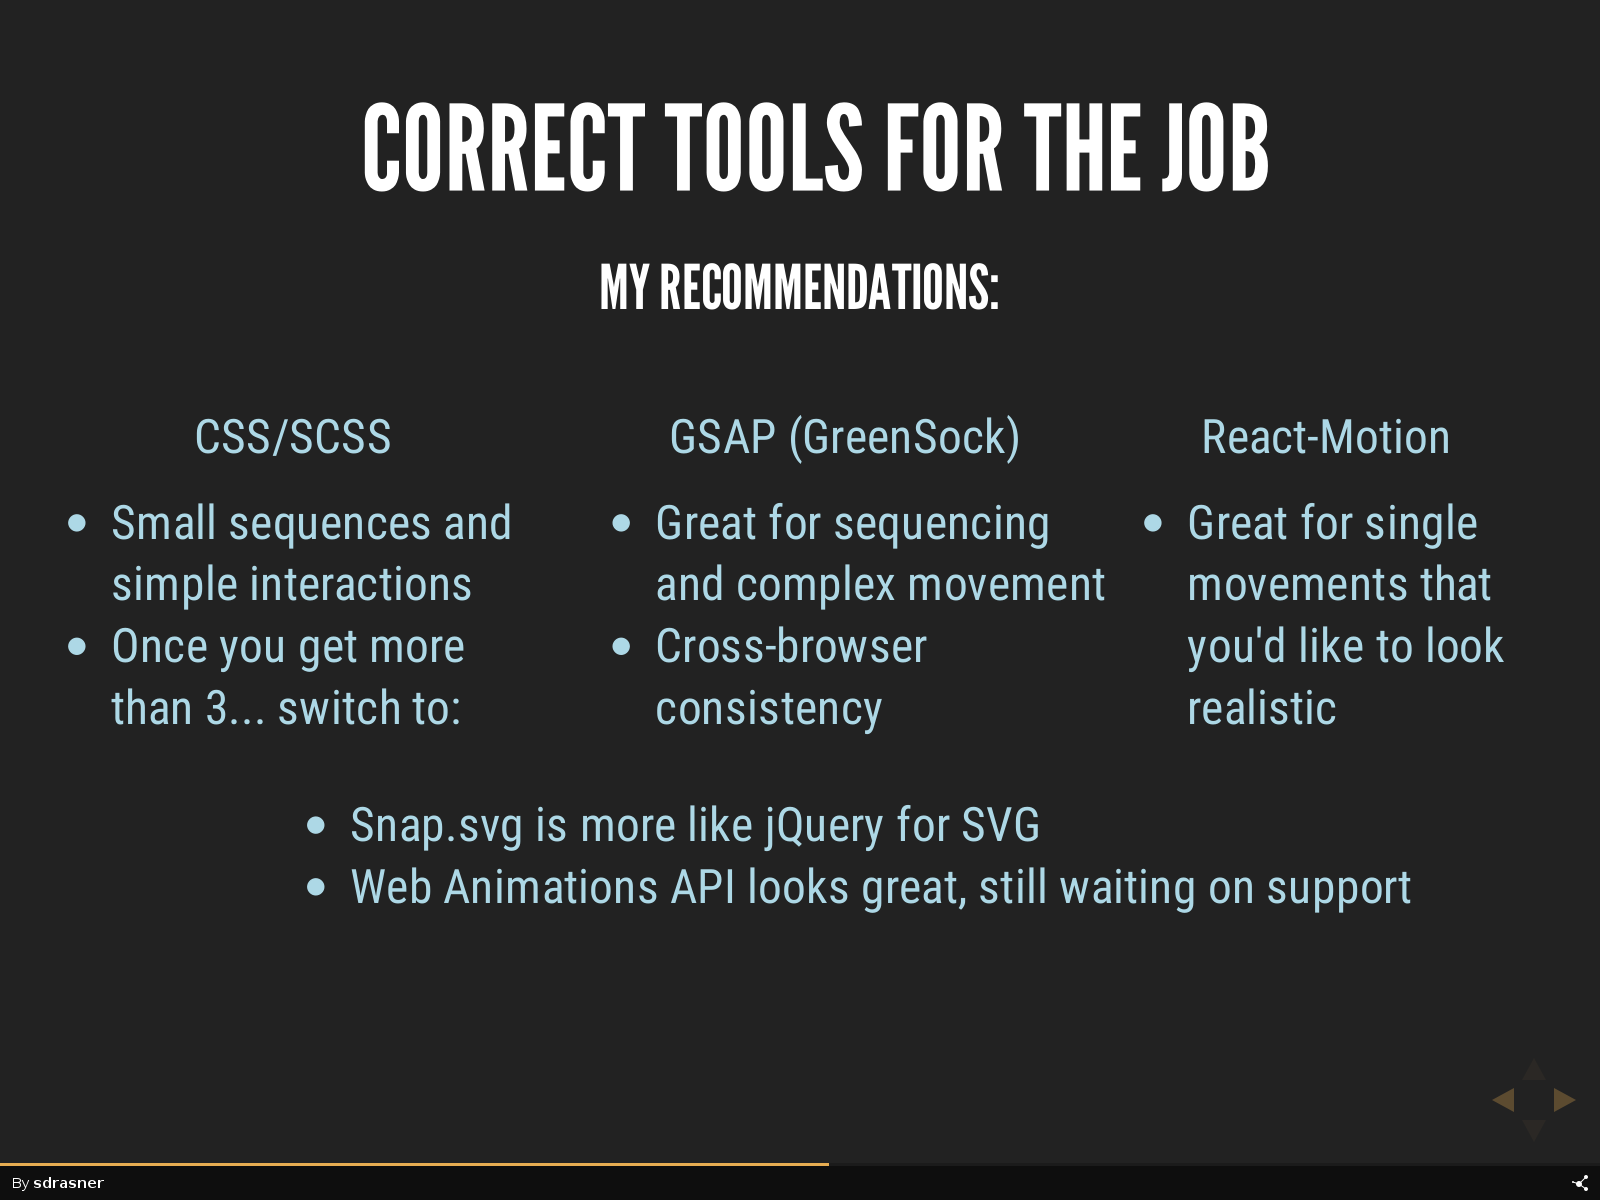 CORRECT TOOLS FOR THE JOB
MY RECOMMENDATIONS:
CSS/SCSS
• Small sequences and
simple interactions
• Once you get more
than 3... switch to:
GSAP (GreenSock)
• Great for sequencing
and complex movement
• Cross-browser
consistency
React-Motion
• Great for single
movements that
you'd like to look
realistic
• Snap.svg is more like jQuery for SVG
• Web Animations API looks great, still waiting on support
By sdrasner